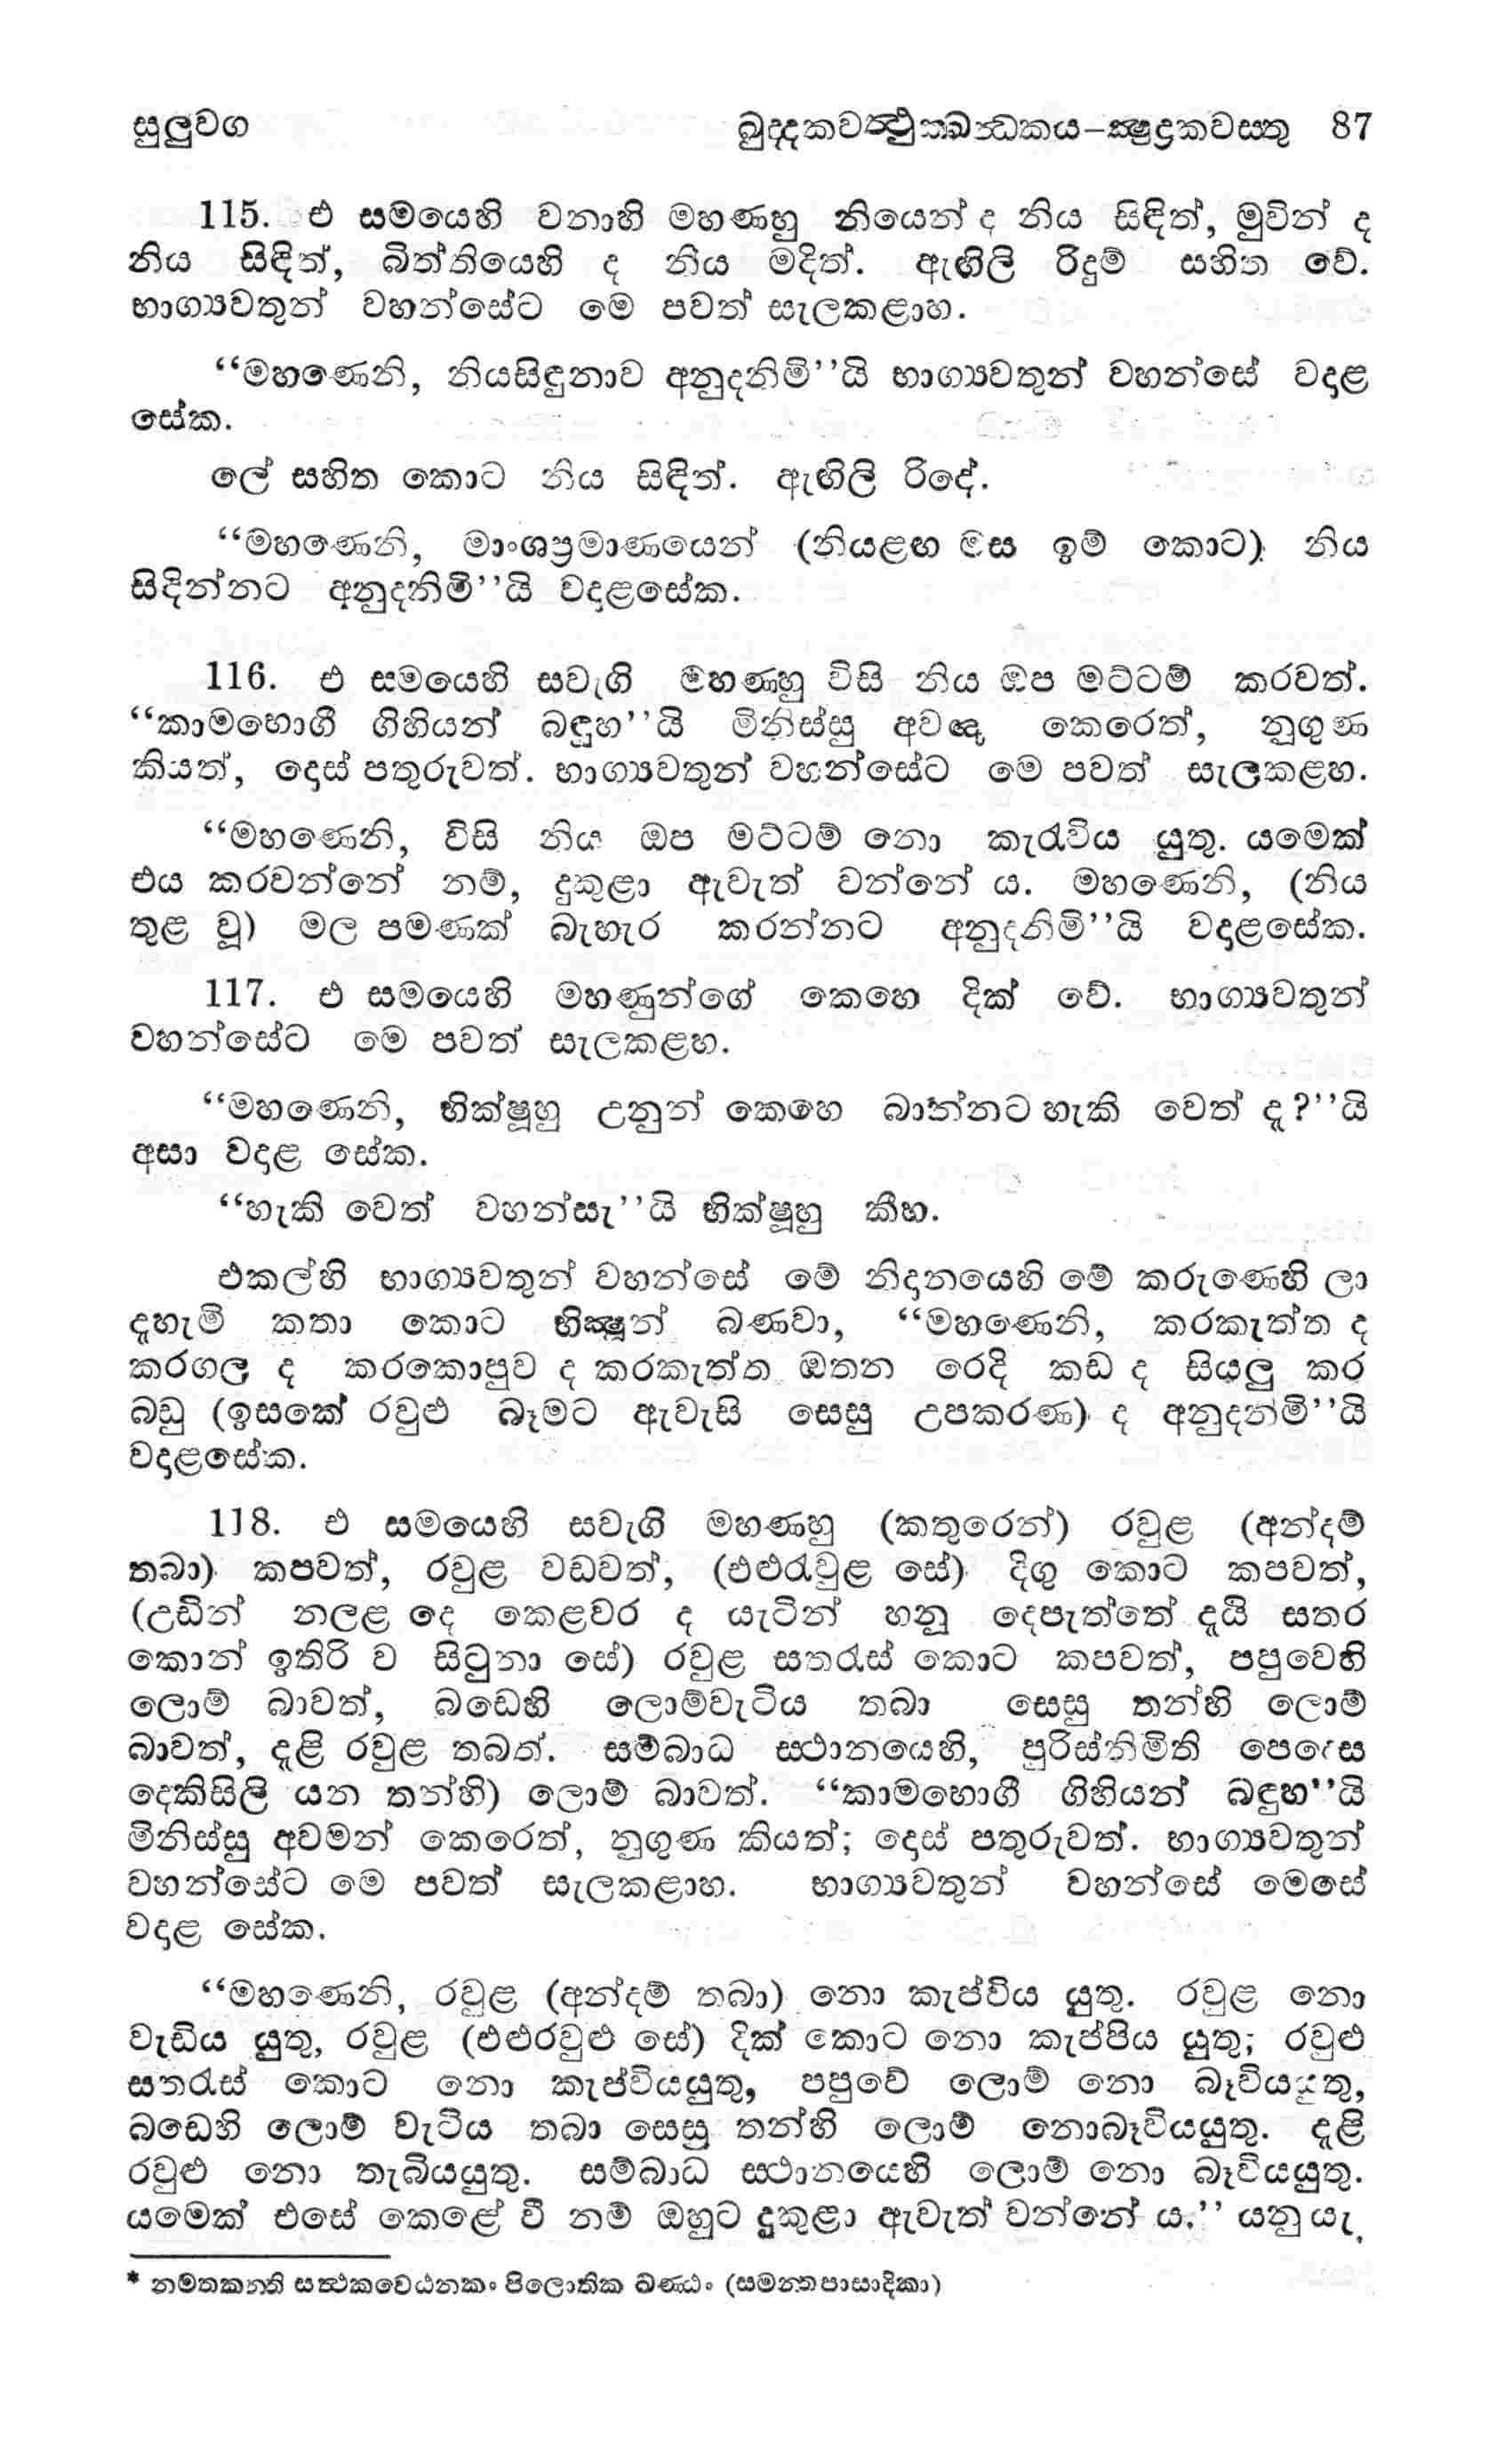 සුලුවග ඛුද්දකවත්ථුක්ඛන්ධකය–ක්ෂුද්‍රකවස්තු 87
115. එ සමයෙහි වනාහි මහණහු නියෙන් ද නිය සිඳිත්, මුවින් ද
නිය සිඳිත්, බිත්තියෙහි ද නිය මදිත්. ඇඟිලි රිදුම් සහිත වේ.
භාග්‍යවතුන් වහන්සේට මෙ පවත් සැලකළාහ.
“මහණෙනි, නියසිඳුනාව අනුදනිමි”යි භාග්‍යවතුන් වහන්සේ වදාළ
සේක.
ලේ සහිත කොට නිය සිඳිත්. ඇඟිලි රිදේ.
“මහණෙනි, මාංශප්‍රමාණයෙන් (නියළඟ මස ඉම් කොට) නිය
සිදින්නට අනුදනිමි”යි වදාළසේක.
116. එ සමයෙහි සවැගි මහණහු විසි නිය ඔප මට්ටම් කරවත්.
“කාමභොගී ගිහියන් බඳූහ”යි මිනිස්සු අවඥා කෙරෙත්, නුගුණ
කියත්, දොස් පතුරුවත්. භාග්‍යවතුන් වහන්සේට මෙ පවත් සැලකළහ.
“මහණෙනි, විසි නිය ඔප මට්ටම් නො කැරැවිය යුතු. යමෙක්
එය කරවන්නේ නම්, දුකුළා ඇවැත් වන්නේ ය. මහණෙනි, (නිය
තුළ වූ) මල පමණක් බැහැර කරන්නට අනුදනිමි”යි වදාළසේක.
117. එ සමයෙහි මහණුන්ගේ කෙහෙ දික් වේ. භාග්‍යවතුන්
වහන්සේට මෙ පවත් සැලකළහ.
“මහණෙනි, භික්ෂූහු උනුන් කෙහෙ බාන්නට හැකි වෙත් ද?”යි
අසා වදාළ සේක.
“හැකි වෙත් වහන්සැ”යි භික්ෂූහු කීහ.
එකල්හි භාග්‍යවතුන් වහන්සේ මේ නිදානයෙහි මේ කරුණෙහි ලා
දැහැමි කතා කොට භික්ෂූන් බණවා, “මහණෙනි, කරකැත්ත ද
කරගල ද කරකොපුව ද කරකැත්ත ඔතන රෙදි කඩ ද සියලු කර
බඩු (ඉසකේ රවුළු බෑමට ඇවැසි සෙසු උපකරණ) ද අනුදනිමි”යි
වදාළසේක.
118. එ සමයෙහි සවැගි මහණහු (කතුරෙන්) රවුළ (අන්දම්
තබා) කපවත්, රවුළ වඩවත්, (එළුරැවුළ සේ) දිගු කොට කපවත්,
(උඩින් නලළ දෙ කෙළවර ද යැටින් හනු දෙපැත්තේ දැයි සතර
කොන් ඉතිරි ව සිටුනා සේ) රවුළ සතරැස් කොට කපවත්, පපුවෙහි
ලොම් බාවත්, බඩෙහි ලොම්වැටිය තබා සෙසු තන්හි ලොම්
බාවත්, දැළි රවුළ තබත්. සම්බාධ ස්ථානයෙහි, පුරිස්නිමිති පෙදෙස
දෙකිසිලි යන තන්හි) ලොම් බාවත්. “කාමභොගී ගිහියන් බඳුහ”යි
මිනිස්සු අවමන් කෙරෙත්, නුගුණ කියත්; දොස් පතුරුවත්. භාග්‍යවතුන්
වහන්සේට මෙ පවත් සැලකළාහ. භාග්‍යවතුන් වහන්සේ මෙසේ
වදාළ සේක.
“මහණෙනි, රවුළ (අන්දම් තබා) නො කැප්විය යුතු. රවුළ නො
වැඩිය යුතු, රවුළ (එළුරවුළු සේ) දික් කොට නො කැප්පිය යුතු; රවුළු
සතරැස් කොට නො කැප්වියයුතු, පපුවේ ලොම් නො බෑවියයුතු,
බඩෙහි ලොම් වැටිය තබා සෙසු තන්හි ලොම් නොබෑවියයුතු. දැළි
රවුළු නො තැබියයුතු. සම්බාධ ස්ථානයෙහි ලොම් නො බෑවියයුතු.
යමෙක් එසේ කෙළේ වී නම් ඔහුට දුකුළා ඇවැත් වන්නේ ය.” යනු යැ.
* නමතකන්ති සත්ථකවෙඨනකං පිලොතික ඛණ්ඩං (සමන්තපාසාදිකා)